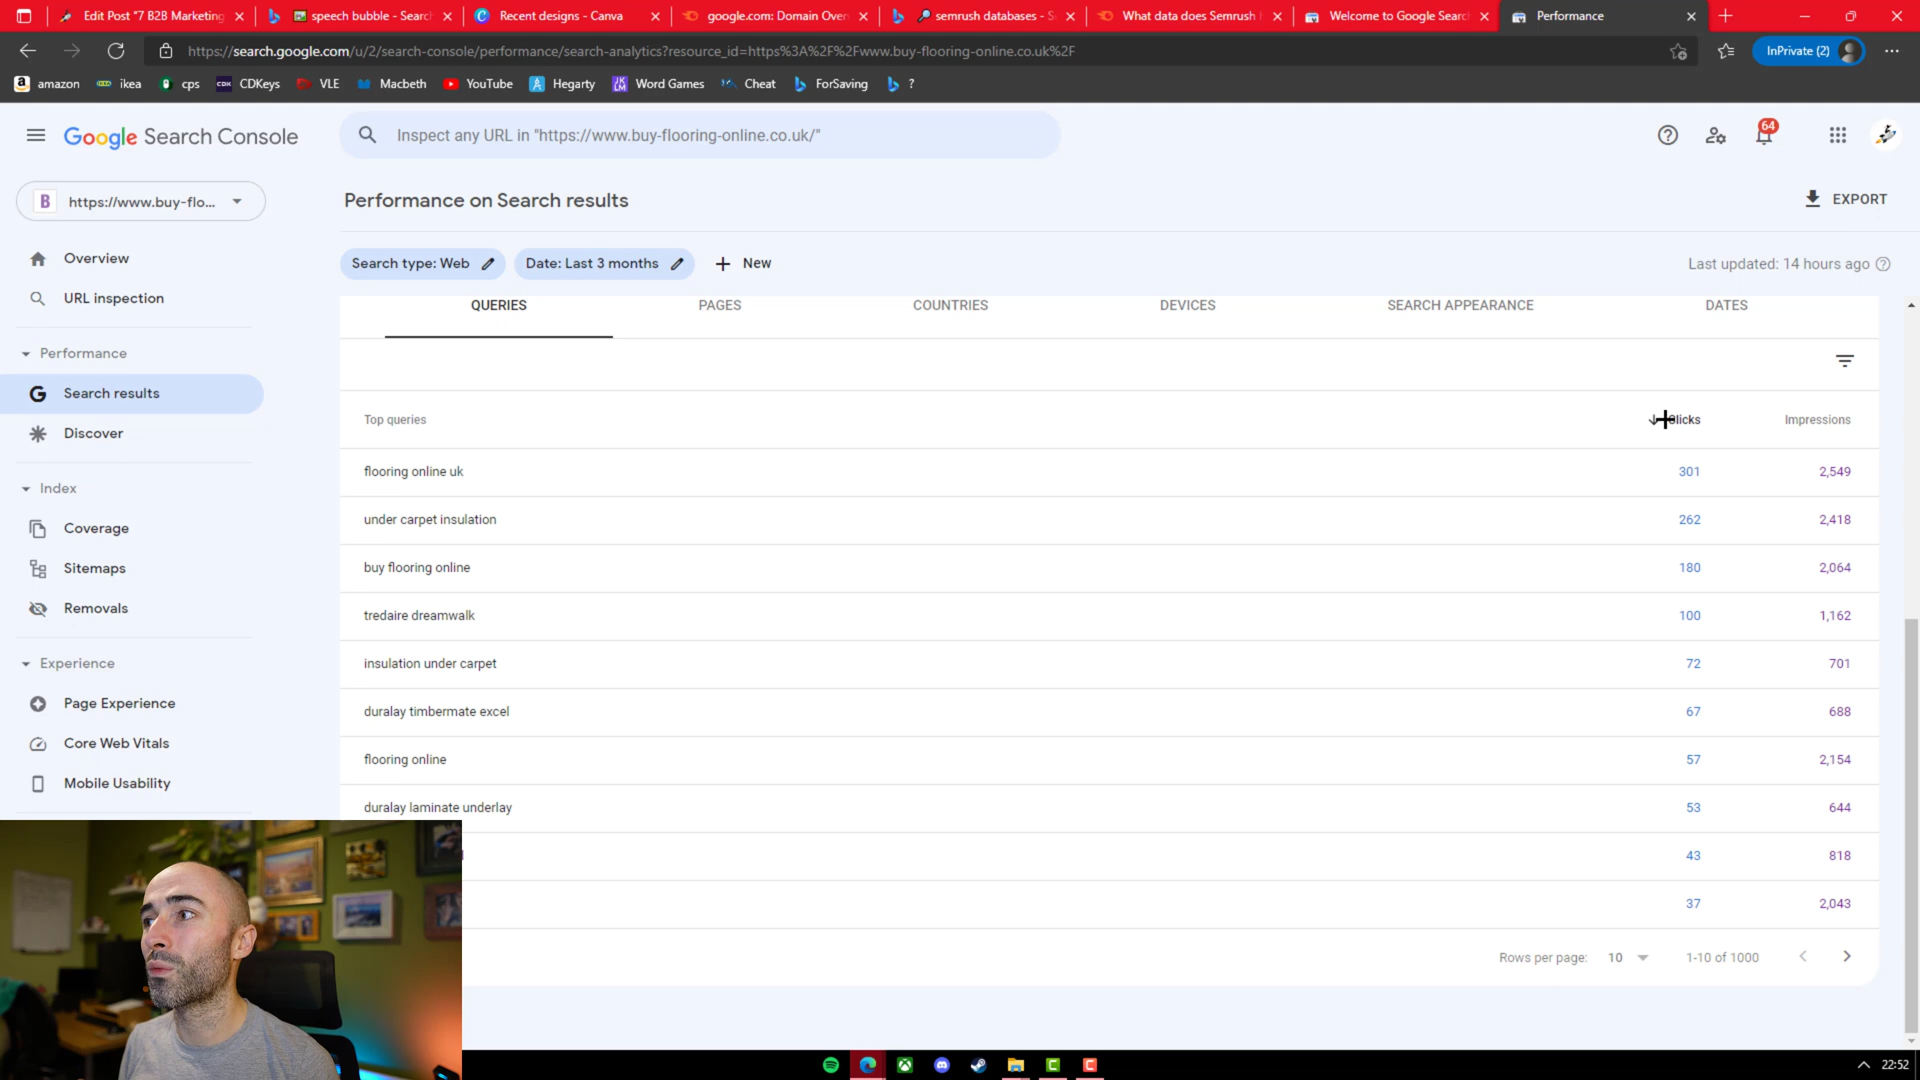 Edit Post "7 B2B Marketing
speech bubble - Search
Recent designs - Canva
google.com: Domain Over
semrush databases - S
What data does Semrush
Welcome to Google Searc
Performance
https://search.google.com/u/2/search-console/performance/search-analytics?resource_id=https%3A%2F%2Fwww.buy-flooring-online.co.uk%2F
InPrivate (2)
amazon
ikea
cps
CDKeys
VLE
Macbeth
YouTube
Hegarty
Word Games
Cheat
ForSaving
?
Google Search Console
Inspect any URL in "https://www.buy-flooring-online.co.uk/"
64
B https://www.buy-flo...
Performance on Search results
EXPORT
Overview
URL inspection
Performance
Search results
Discover
Index
Coverage
Sitemaps
Removals
Experience
Page Experience
Core Web Vitals
Mobile Usability
Search type: Web
Date: Last 3 months
New
Last updated: 14 hours ago
QUERIES PAGES COUNTRIES DEVICES SEARCH APPEARANCE DATES
Top queries Clicks Impressions
flooring online uk 301 2,549
under carpet insulation 262 2,418
buy flooring online 180 2,064
tredaire dreamwalk 100 1,162
insulation under carpet 72 701
duralay timbermate excel 67 688
flooring online 57 2,154
duralay laminate underlay 53 644
43 818
37 2,043
Rows per page: 10 1-10 of 1000
22:52